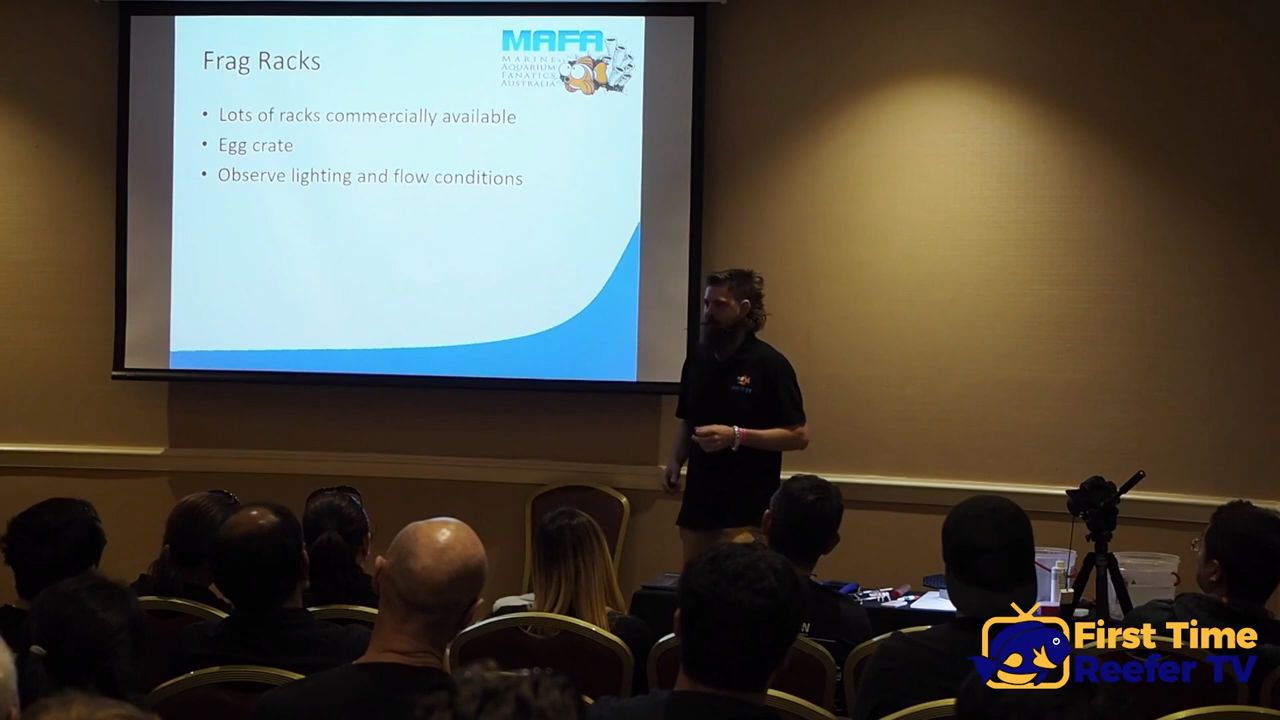 Frag Racks
MAFA
MARINE
AQUARIUM
FANATICS
AUSTRALIA
• Lots of racks commercially available
• Egg crate
• Observe lighting and flow conditions
First Time
Reefer TV